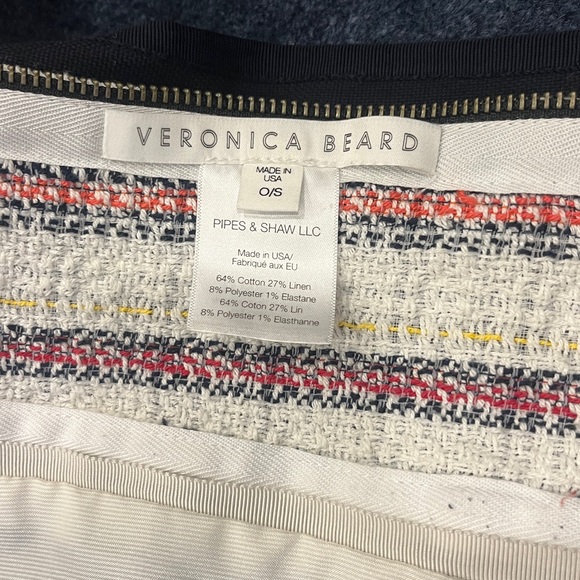 VERONICA BEARD
MADE IN
USA
O/S
PIPES & SHAW LLC
Made in USA/
Fabriqué aux EU
64% Cotton 27% Linen
8% Polyester 1% Elastane
64% Coton 27% Lin
8% Polyester 1% Elasthanne